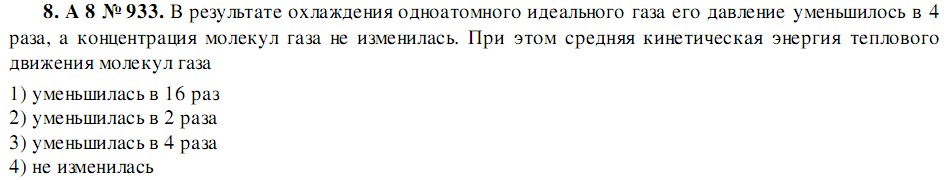 8. А 8 № 933. В результате охлаждения одноатомного идеального газа его давление уменьшилось в 4
раза, а концентрация молекул газа не изменилась. При этом средняя кинетическая энергия теплового
движения молекул газа
1) уменьшилась в 16 раз
2) уменьшилась в 2 раза
3) уменьшилась в 4 раза
4) не изменилась